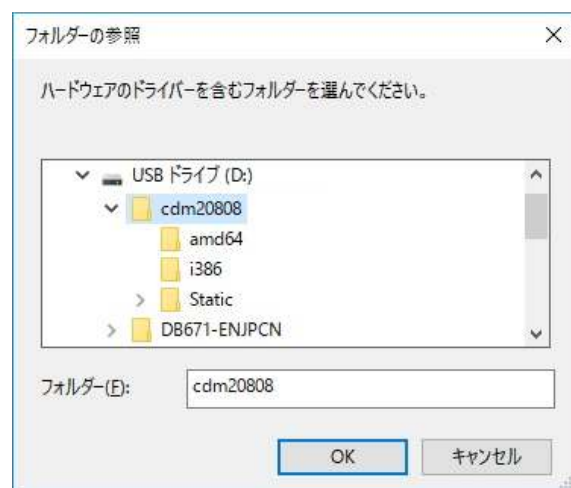 フォルダーの参照
ハードウェアのドライバーを含むフォルダーを選んでください。
USB ドライブ (D:)
cdm20808
amd64
i386
Static
DB671-ENJPCN
フォルダー(F):
cdm20808
OK
キャンセル